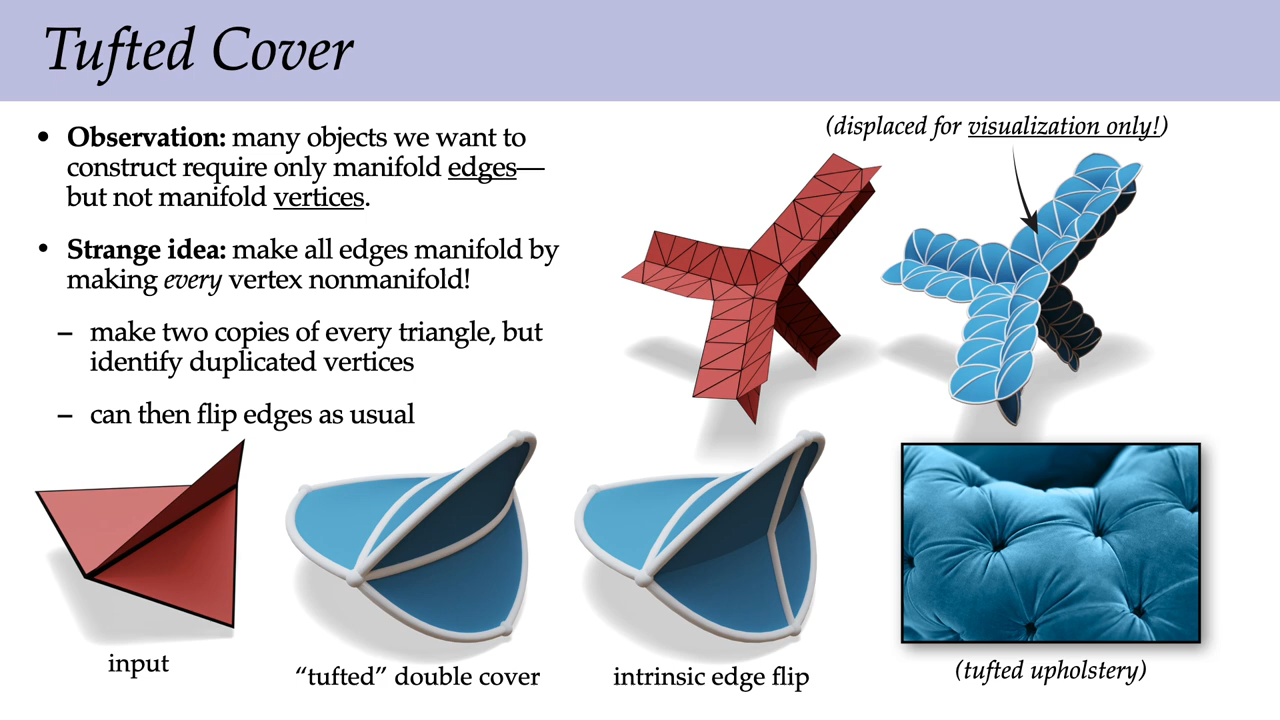 Tufted Cover
• Observation: many objects we want to
construct require only manifold edges—
but not manifold vertices.
• Strange idea: make all edges manifold by
making every vertex nonmanifold!
– make two copies of every triangle, but
identify duplicated vertices
– can then flip edges as usual
(displaced for visualization only!)
input
“tufted” double cover
intrinsic edge flip
(tufted upholstery)